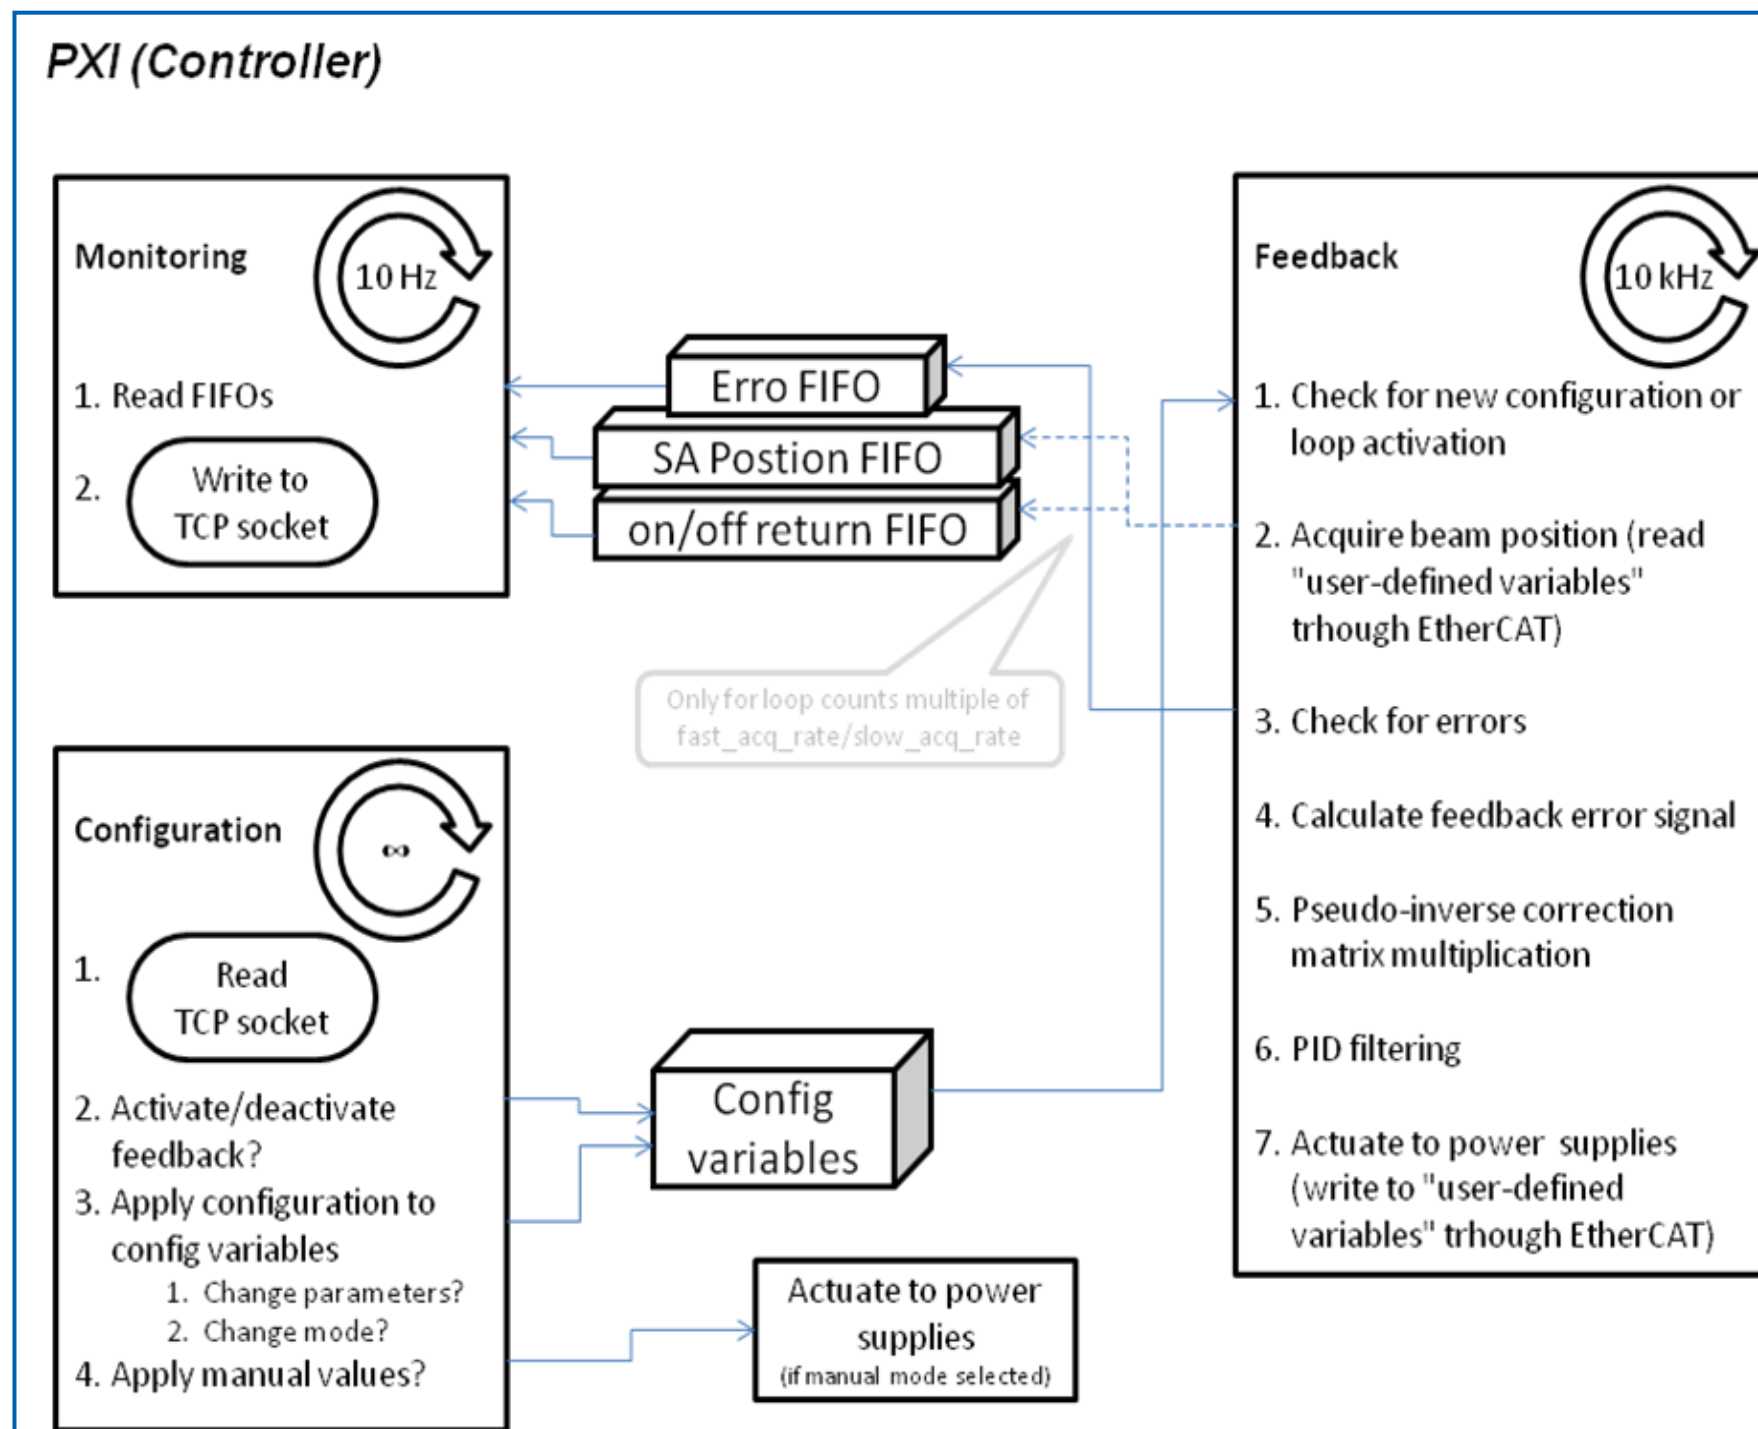 PXI (Controller)
Monitoring
10 Hz
1. Read FIFOs
2.
Write to
TCP socket
Erro FIFO
SA Postion FIFO
on/off return FIFO
Only for loop counts multiple of
fast_acq_rate/slow_acq_rate
Configuration
∞
1.
Read
TCP socket
2. Activate/deactivate
feedback?
3. Apply configuration to
config variables
1. Change parameters?
2. Change mode?
4. Apply manual values?
Config
variables
Actuate to power
supplies
(if manual mode selected)
Feedback
10 kHz
1. Check for new configuration or
loop activation
2. Acquire beam position (read
"user-defined variables"
trhough EtherCAT)
3. Check for errors
4. Calculate feedback error signal
5. Pseudo-inverse correction
matrix multiplication
6. PID filtering
7. Actuate to power supplies
(write to "user-defined
variables" trhough EtherCAT)